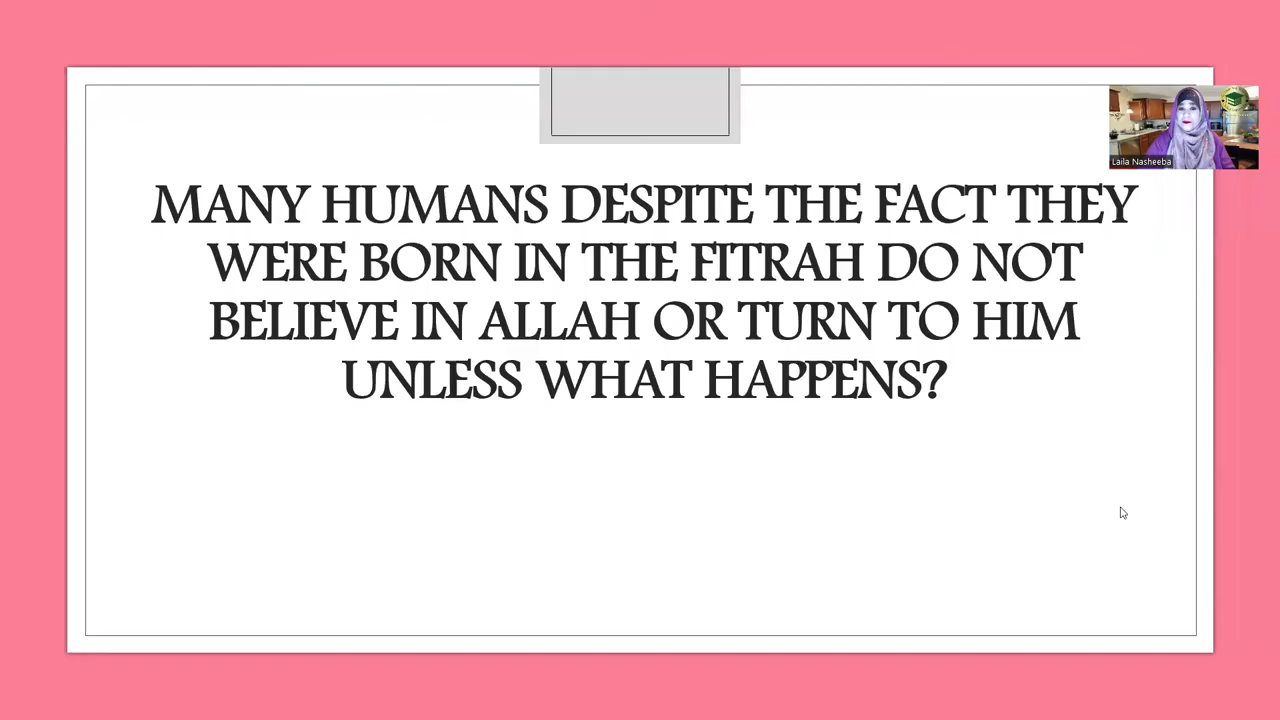 MANY HUMANS DESPITE THE FACT THEY
WERE BORN IN THE FITRAH DO NOT
BELIEVE IN ALLAH OR TURN TO HIM
UNLESS WHAT HAPPENS?
Laila Nasheeba